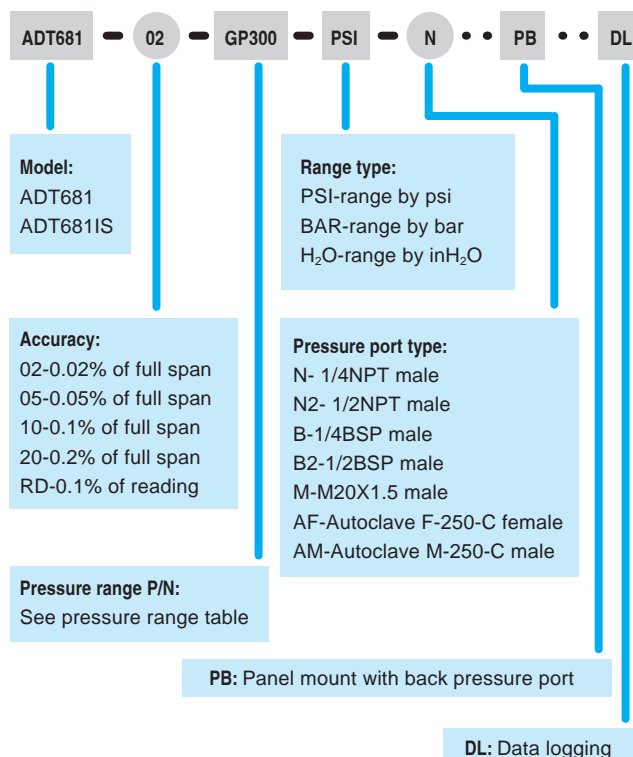 ADT681 – 02 – GP300 – PSI – N •• PB •• DL
Model:
ADT681
ADT681IS
Range type:
PSI-range by psi
BAR-range by bar
H₂O-range by inH₂O
Accuracy:
02-0.02% of full span
05-0.05% of full span
10-0.1% of full span
20-0.2% of full span
RD-0.1% of reading
Pressure port type:
N- 1/4NPT male
N2- 1/2NPT male
B-1/4BSP male
B2-1/2BSP male
M-M20X1.5 male
AF-Autoclave F-250-C female
AM-Autoclave M-250-C male
Pressure range P/N:
See pressure range table
PB: Panel mount with back pressure port
DL: Data logging